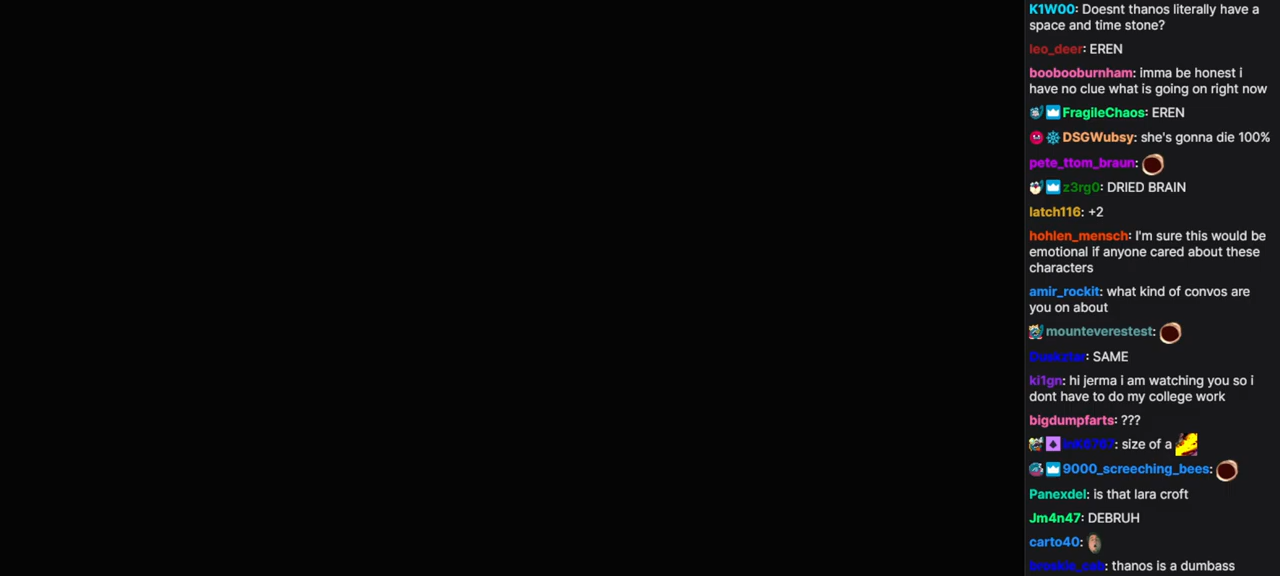 K1W00: Doesnt thanos literally have a
space and time stone?
leo_deer: EREN
boobooburnham: imma be honest i
have no clue what is going on right now
FragileChaos: EREN
DSGWubsy: she's gonna die 100%
pete_ttom_braun:
z3rg0: DRIED BRAIN
latch116: +2
hohlen_mensch: I'm sure this would be
emotional if anyone cared about these
characters
amir_rockit: what kind of convos are
you on about
mounteverestest:
: SAME
ki1gn: hi jerma i am watching you so i
dont have to do my college work
bigdumpfarts: ???
: size of a
9000_screeching_bees:
Panexdel: is that lara croft
Jm4n47: DEBRUH
carto40:
: thanos is a dumbass